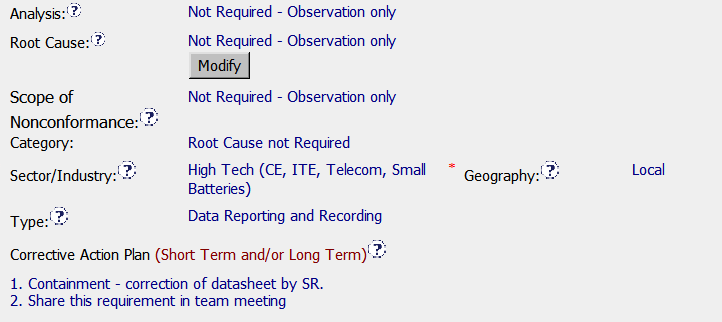 Analysis:? Not Required - Observation only
Root Cause:? Not Required - Observation only
Modify
Scope of
Nonconformance:? Not Required - Observation only
Category: Root Cause not Required
Sector/Industry:? High Tech (CE, ITE, Telecom, Small
Batteries)
* Geography:? Local
Type:? Data Reporting and Recording
Corrective Action Plan (Short Term and/or Long Term)?
1. Containment - correction of datasheet by SR.
2. Share this requirement in team meeting